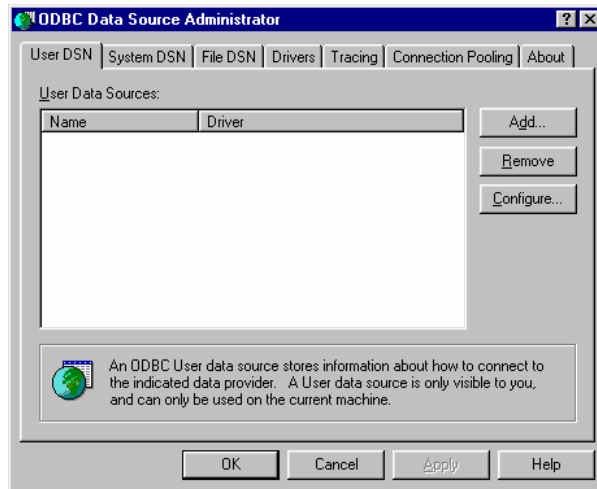 ODBC Data Source Administrator
User DSN System DSN File DSN Drivers Tracing Connection Pooling About
User Data Sources:
Name Driver
Add...
Remove
Configure...
An ODBC User data source stores information about how to connect to
the indicated data provider. A User data source is only visible to you,
and can only be used on the current machine.
OK Cancel Apply Help